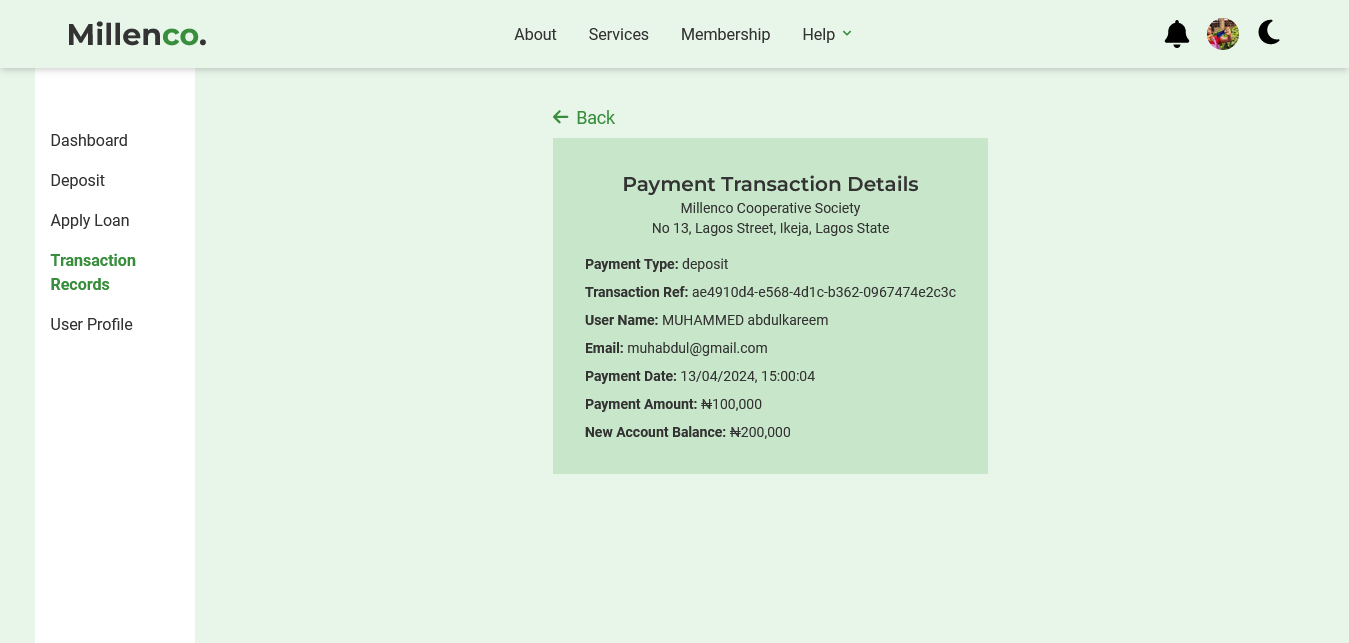 Millenco.
About Services Membership Help
Dashboard
Deposit
Apply Loan
Transaction
Records
User Profile
Back
Payment Transaction Details
Millenco Cooperative Society
No 13, Lagos Street, Ikeja, Lagos State
Payment Type: deposit
Transaction Ref: ae4910d4-e568-4d1c-b362-0967474e2c3c
User Name: MUHAMMED abdulkareem
Email: muhabdul@gmail.com
Payment Date: 13/04/2024, 15:00:04
Payment Amount: ₦100,000
New Account Balance: ₦200,000